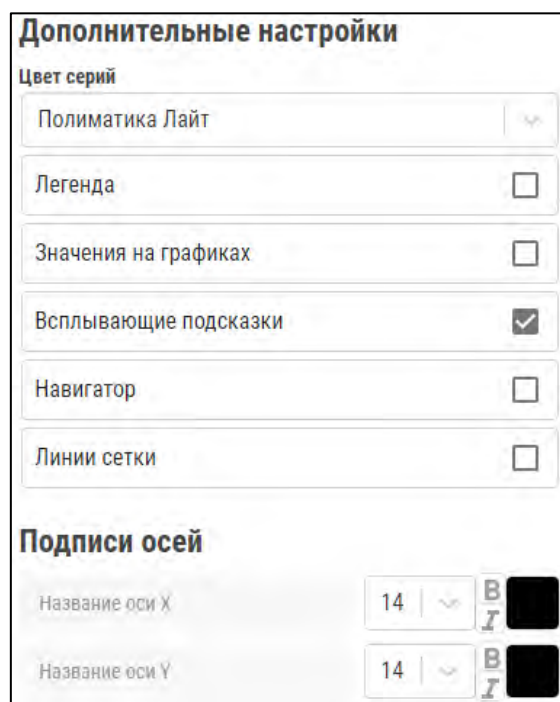 Дополнительные настройки
Цвет серий
Полиматика Лайт
Легенда
Значения на графиках
Всплывающие подсказки
Навигатор
Линии сетки
Подписи осей
Название оси X 14 B
I
Название оси Y 14 B
I